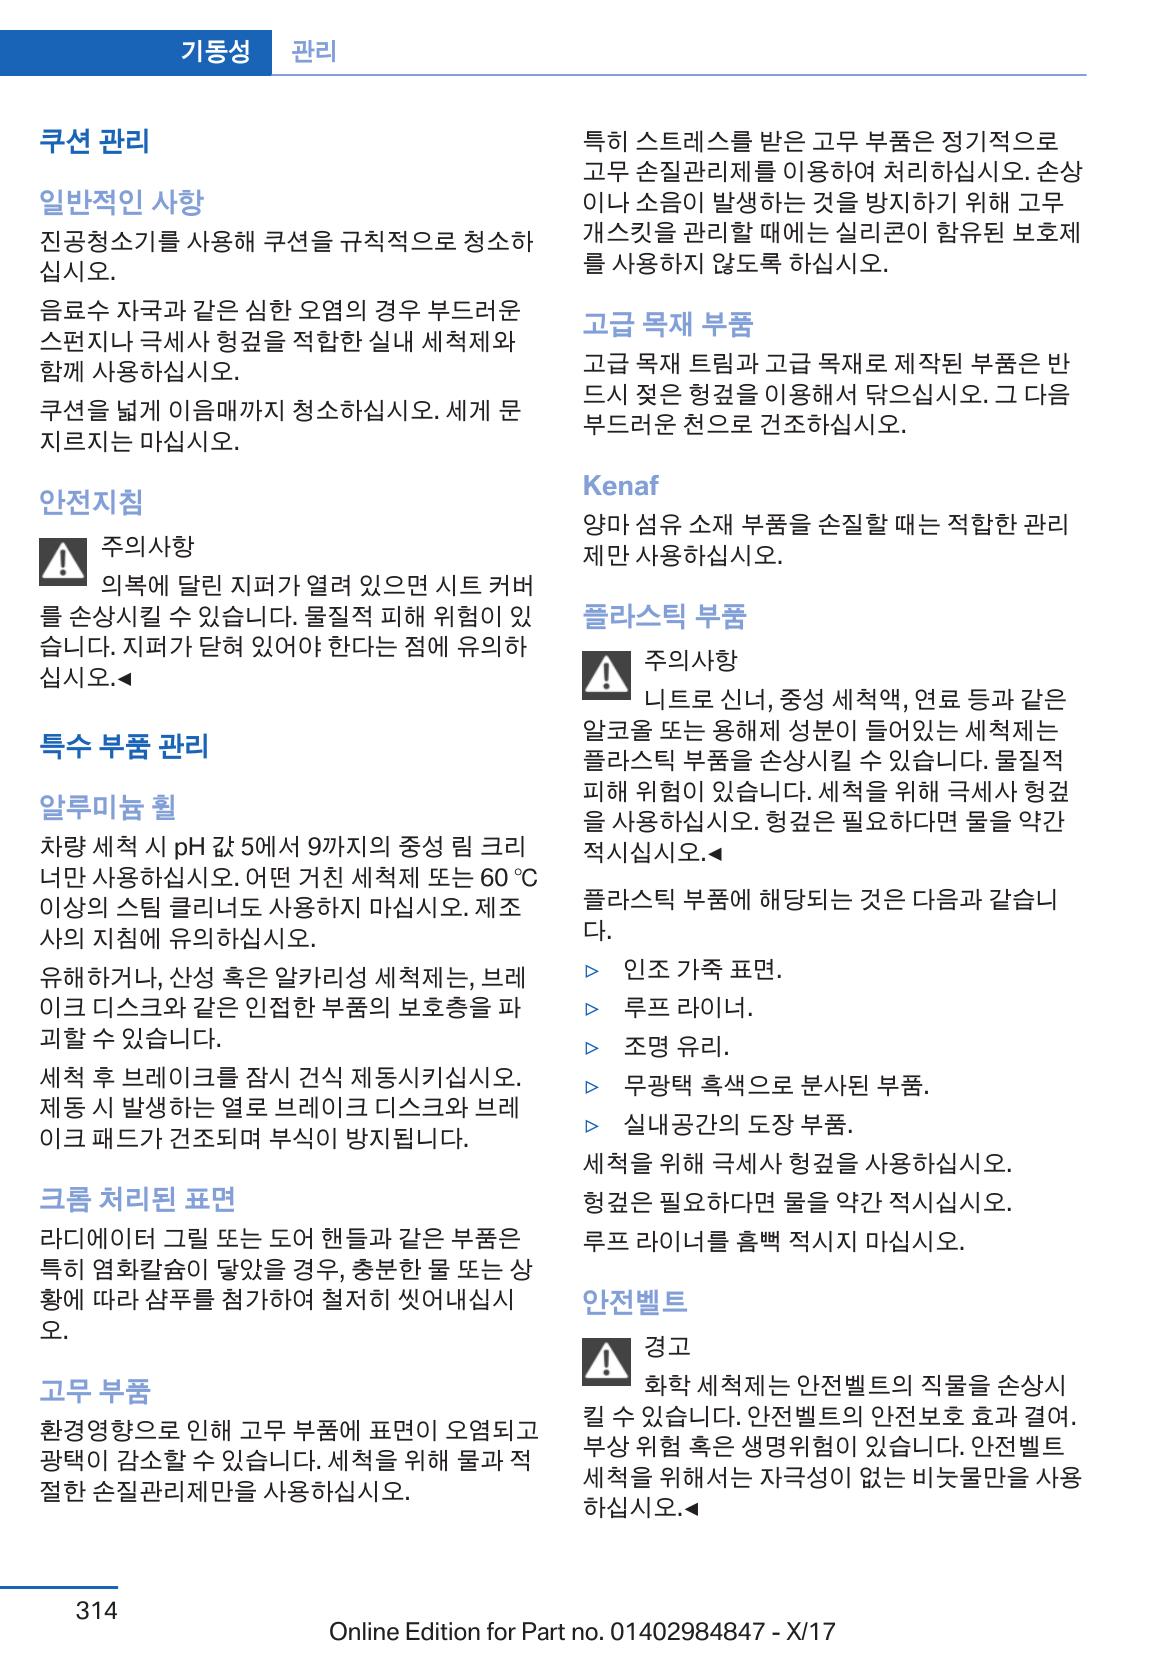 기동성 관리
쿠션 관리
일반적인 사항
진공청소기를 사용해 쿠션을 규칙적으로 청소하
십시오.
음료수 자국과 같은 심한 오염의 경우 부드러운
스펀지나 극세사 헝겊을 적합한 실내 세척제와
함께 사용하십시오.
쿠션을 넓게 이음매까지 청소하십시오. 세게 문
지르지는 마십시오.
안전지침
주의사항
의복에 달린 지퍼가 열려 있으면 시트 커버
를 손상시킬 수 있습니다. 물질적 피해 위험이 있
습니다. 지퍼가 닫혀 있어야 한다는 점에 유의하
십시오.◄
특수 부품 관리
알루미늄 휠
차량 세척 시 pH 값 5에서 9까지의 중성 림 크리
너만 사용하십시오. 어떤 거친 세척제 또는 60 ℃
이상의 스팀 클리너도 사용하지 마십시오. 제조
사의 지침에 유의하십시오.
유해하거나, 산성 혹은 알카리성 세척제는, 브레
이크 디스크와 같은 인접한 부품의 보호층을 파
괴할 수 있습니다.
세척 후 브레이크를 잠시 건식 제동시키십시오.
제동 시 발생하는 열로 브레이크 디스크와 브레
이크 패드가 건조되며 부식이 방지됩니다.
크롬 처리된 표면
라디에이터 그릴 또는 도어 핸들과 같은 부품은
특히 염화칼슘이 닿았을 경우, 충분한 물 또는 상
황에 따라 샴푸를 첨가하여 철저히 씻어내십시
오.
고무 부품
환경영향으로 인해 고무 부품에 표면이 오염되고
광택이 감소할 수 있습니다. 세척을 위해 물과 적
절한 손질관리제만을 사용하십시오.
특히 스트레스를 받은 고무 부품은 정기적으로
고무 손질관리제를 이용하여 처리하십시오. 손상
이나 소음이 발생하는 것을 방지하기 위해 고무
개스킷을 관리할 때에는 실리콘이 함유된 보호제
를 사용하지 않도록 하십시오.
고급 목재 부품
고급 목재 트림과 고급 목재로 제작된 부품은 반
드시 젖은 헝겊을 이용해서 닦으십시오. 그 다음
부드러운 천으로 건조하십시오.
Kenaf
양마 섬유 소재 부품을 손질할 때는 적합한 관리
제만 사용하십시오.
플라스틱 부품
주의사항
니트로 신너, 중성 세척액, 연료 등과 같은
알코올 또는 용해제 성분이 들어있는 세척제는
플라스틱 부품을 손상시킬 수 있습니다. 물질적
피해 위험이 있습니다. 세척을 위해 극세사 헝겊
을 사용하십시오. 헝겊은 필요하다면 물을 약간
적시십시오.◄
플라스틱 부품에 해당되는 것은 다음과 같습니
다.
▷ 인조 가죽 표면.
▷ 루프 라이너.
▷ 조명 유리.
▷ 무광택 흑색으로 분사된 부품.
▷ 실내공간의 도장 부품.
세척을 위해 극세사 헝겊을 사용하십시오.
헝겊은 필요하다면 물을 약간 적시십시오.
루프 라이너를 흠뻑 적시지 마십시오.
안전벨트
경고
화학 세척제는 안전벨트의 직물을 손상시
킬 수 있습니다. 안전벨트의 안전보호 효과 결여.
부상 위험 혹은 생명위험이 있습니다. 안전벨트
세척을 위해서는 자극성이 없는 비눗물만을 사용
하십시오.◄
314
Online Edition for Part no. 01402984847 - X/17